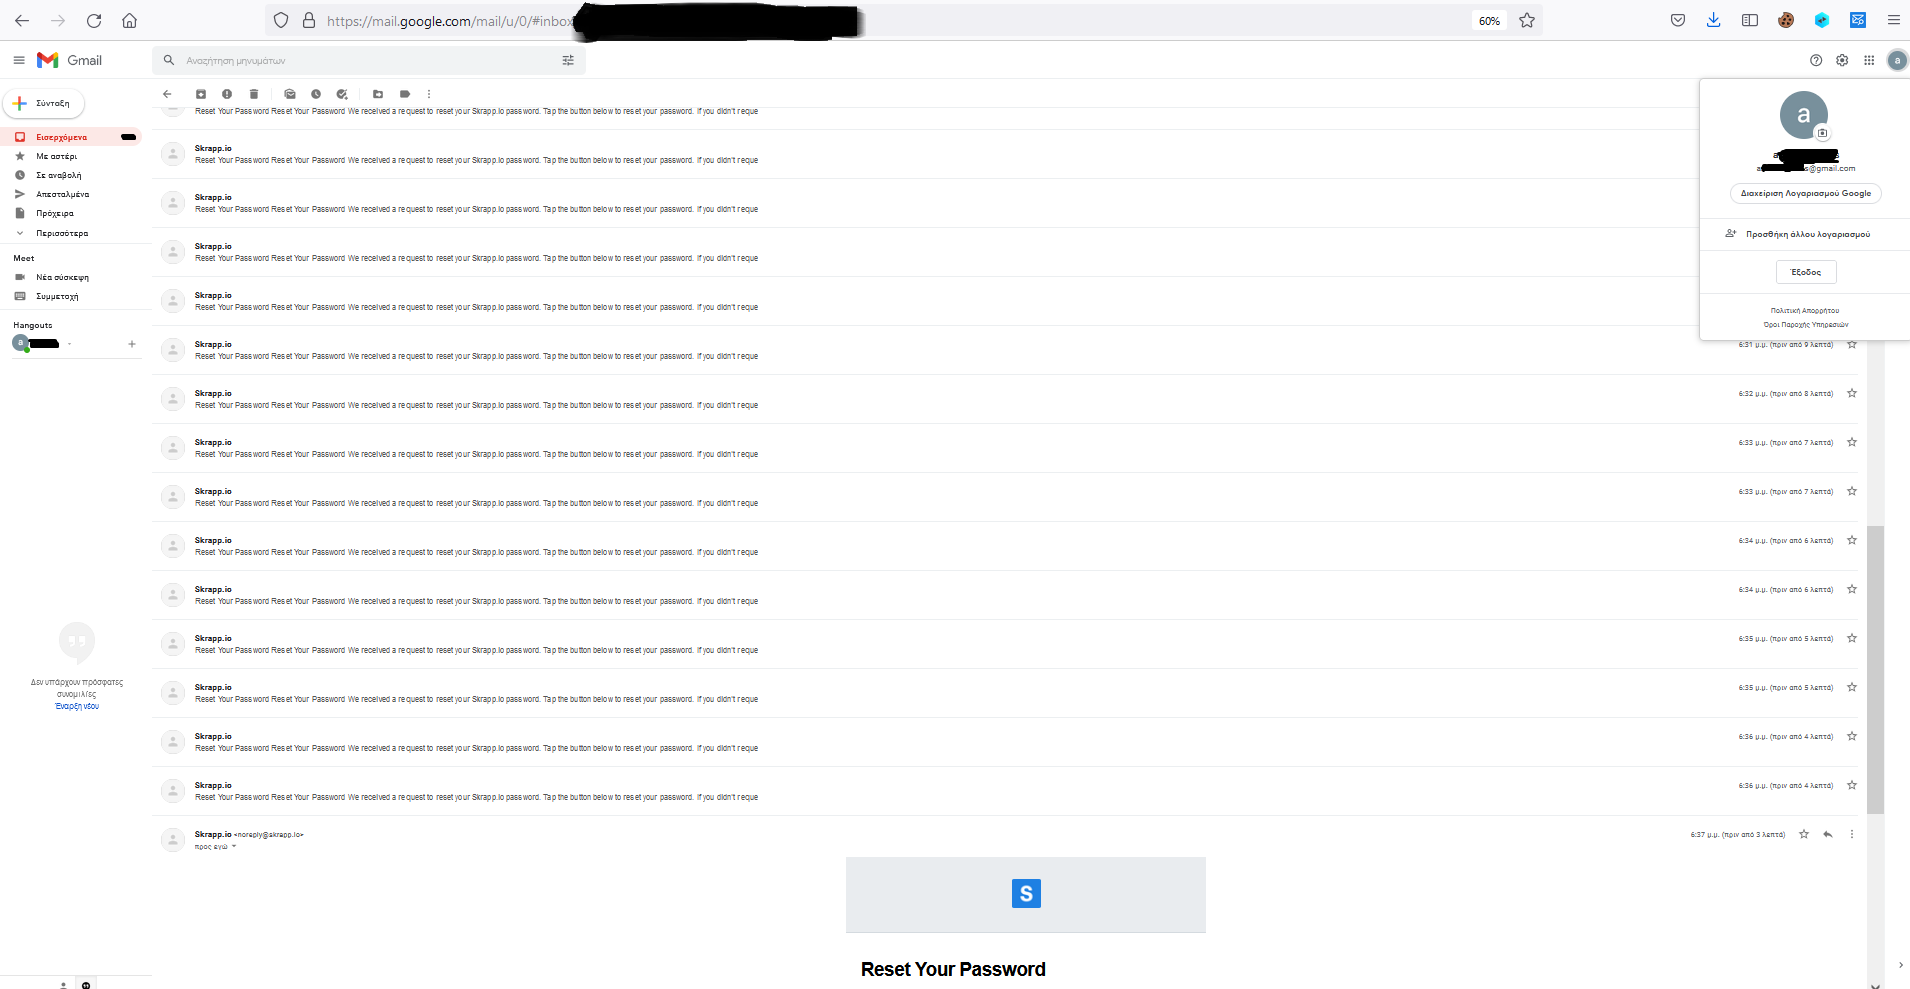 https://mail.google.com/mail/u/0/#inbox
60%
Gmail
Αναζήτηση μηνυμάτων
a
Σύνταξη
Εισερχόμενα
Με αστέρι
Σε αναβολή
Απεσταλμένα
Πρόχειρα
Περισσότερα
Meet
Νέα σύσκεψη
Συμμετοχή
Hangouts
a
Δεν υπάρχουν πρόσφατες
συνομιλίες
Έναρξη νέου
Reset Your Password Reset Your Password We received a request to reset your Skrapp.io password. Tap the button below to reset your password. If you didn't reque
Skrapp.io
Reset Your Password Reset Your Password We received a request to reset your Skrapp.io password. Tap the button below to reset your password. If you didn't reque
Skrapp.io
Reset Your Password Reset Your Password We received a request to reset your Skrapp.io password. Tap the button below to reset your password. If you didn't reque
Skrapp.io
Reset Your Password Reset Your Password We received a request to reset your Skrapp.io password. Tap the button below to reset your password. If you didn't reque
Skrapp.io
Reset Your Password Reset Your Password We received a request to reset your Skrapp.io password. Tap the button below to reset your password. If you didn't reque
Skrapp.io
6:31 μ.μ. (πριν από 9 λεπτά)
Reset Your Password Reset Your Password We received a request to reset your Skrapp.io password. Tap the button below to reset your password. If you didn't reque
Skrapp.io
6:32 μ.μ. (πριν από 8 λεπτά)
Reset Your Password Reset Your Password We received a request to reset your Skrapp.io password. Tap the button below to reset your password. If you didn't reque
Skrapp.io
6:33 μ.μ. (πριν από 7 λεπτά)
Reset Your Password Reset Your Password We received a request to reset your Skrapp.io password. Tap the button below to reset your password. If you didn't reque
Skrapp.io
6:33 μ.μ. (πριν από 7 λεπτά)
Reset Your Password Reset Your Password We received a request to reset your Skrapp.io password. Tap the button below to reset your password. If you didn't reque
Skrapp.io
6:34 μ.μ. (πριν από 6 λεπτά)
Reset Your Password Reset Your Password We received a request to reset your Skrapp.io password. Tap the button below to reset your password. If you didn't reque
Skrapp.io
6:34 μ.μ. (πριν από 6 λεπτά)
Reset Your Password Reset Your Password We received a request to reset your Skrapp.io password. Tap the button below to reset your password. If you didn't reque
Skrapp.io
6:35 μ.μ. (πριν από 5 λεπτά)
Reset Your Password Reset Your Password We received a request to reset your Skrapp.io password. Tap the button below to reset your password. If you didn't reque
Skrapp.io
6:35 μ.μ. (πριν από 5 λεπτά)
Reset Your Password Reset Your Password We received a request to reset your Skrapp.io password. Tap the button below to reset your password. If you didn't reque
Skrapp.io
6:36 μ.μ. (πριν από 4 λεπτά)
Reset Your Password Reset Your Password We received a request to reset your Skrapp.io password. Tap the button below to reset your password. If you didn't reque
Skrapp.io
6:36 μ.μ. (πριν από 4 λεπτά)
Reset Your Password Reset Your Password We received a request to reset your Skrapp.io password. Tap the button below to reset your password. If you didn't reque
Skrapp.io <noreply@skrapp.io>
6:37 μ.μ. (πριν από 3 λεπτά)
προς εγώ
S
Reset Your Password
a
s@gmail.com
Διαχείριση Λογαριασμού Google
Προσθήκη άλλου λογαριασμού
Έξοδος
Πολιτική Απορρήτου
Όροι Παροχής Υπηρεσιών